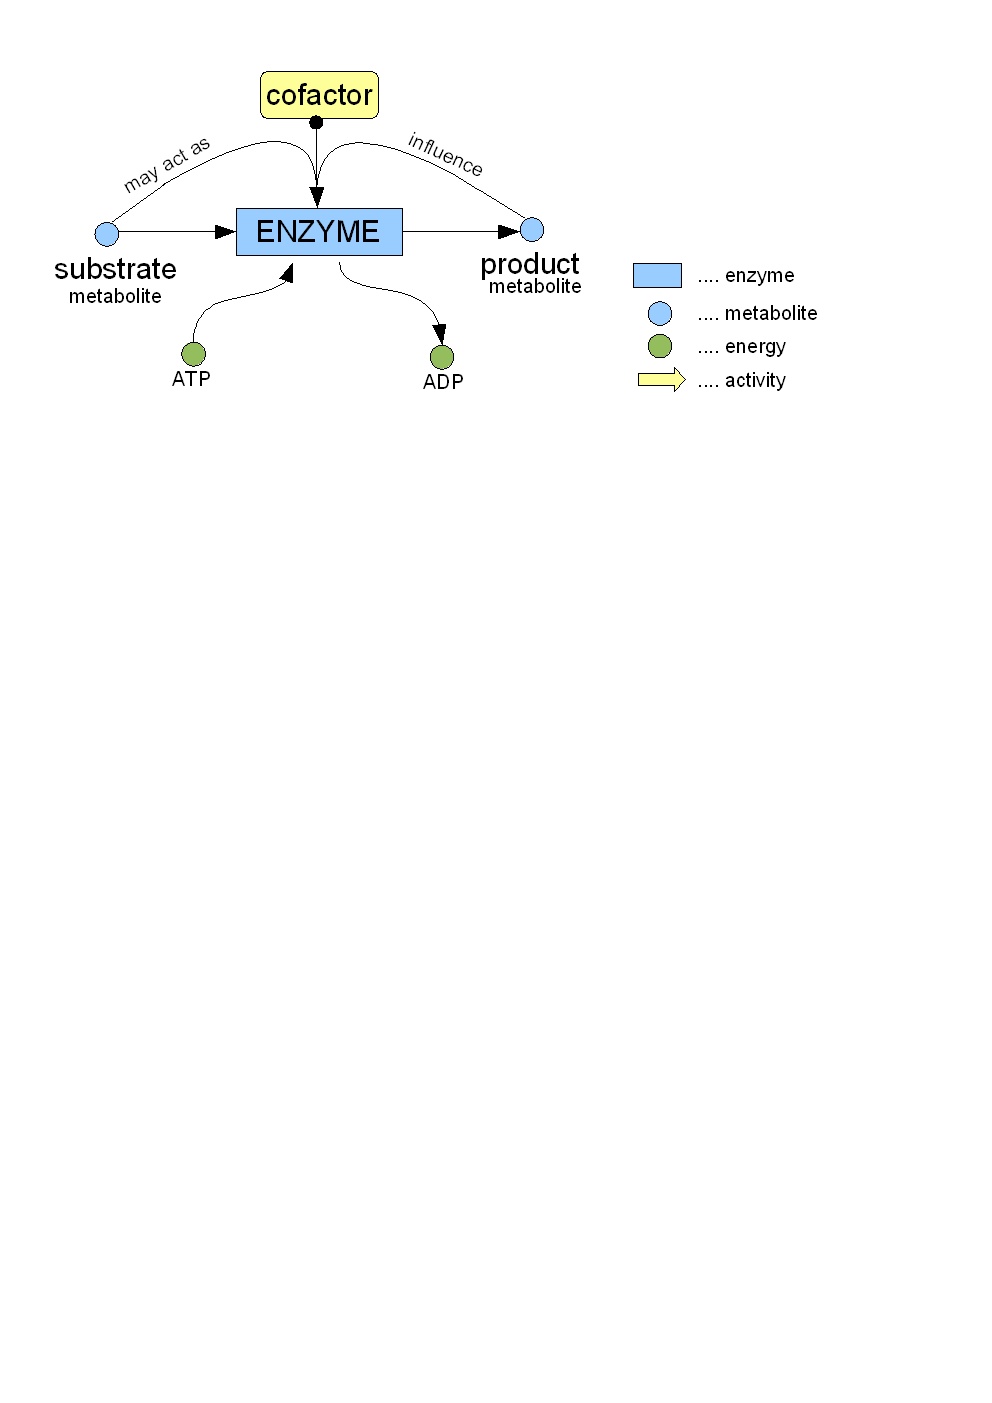 cofactor
may act as
influence
ENZYME
substrate
metabolite
product
metabolite
ATP
ADP
.... enzyme
.... metabolite
.... energy
.... activity